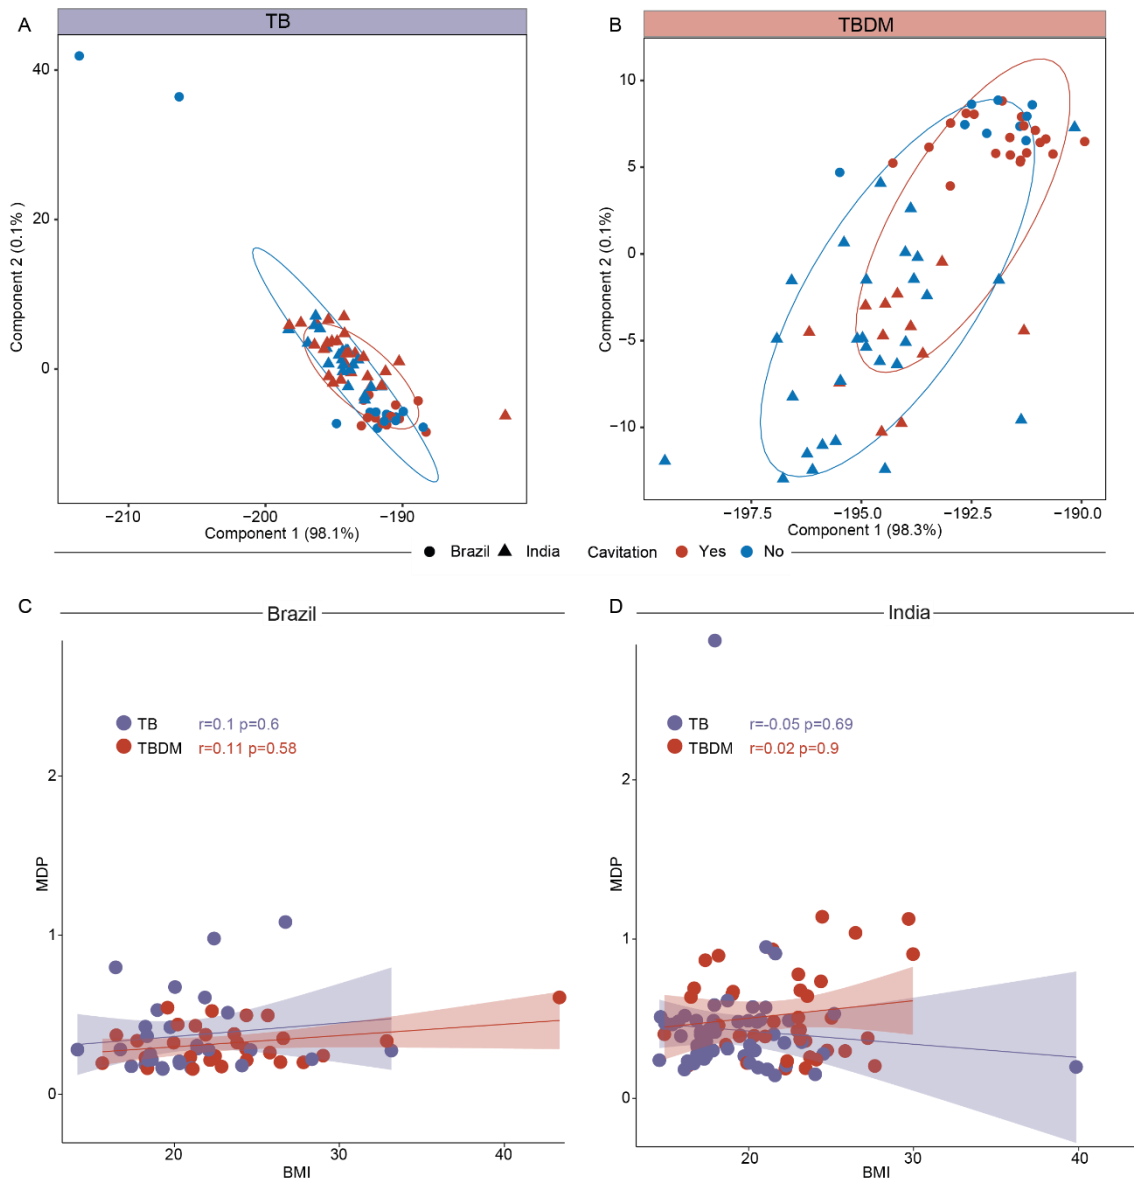 A
TB
B
TBDM
40
20
0
Component 2 (0.1% )
−210
−200
−190
Component 1 (98.1%)
10
5
0
−5
−10
Component 2 (0.1%)
−197.5
−195.0
−192.5
−190.0
Component 1 (98.3%)
Brazil
India
Cavitation
Yes
No
C
Brazil
D
India
TB r=0.1 p=0.6
TBDM r=0.11 p=0.58
2
1
0
MDP
20
30
40
BMI
TB r=-0.05 p=0.69
TBDM r=0.02 p=0.9
2
1
0
MDP
20
30
40
BMI